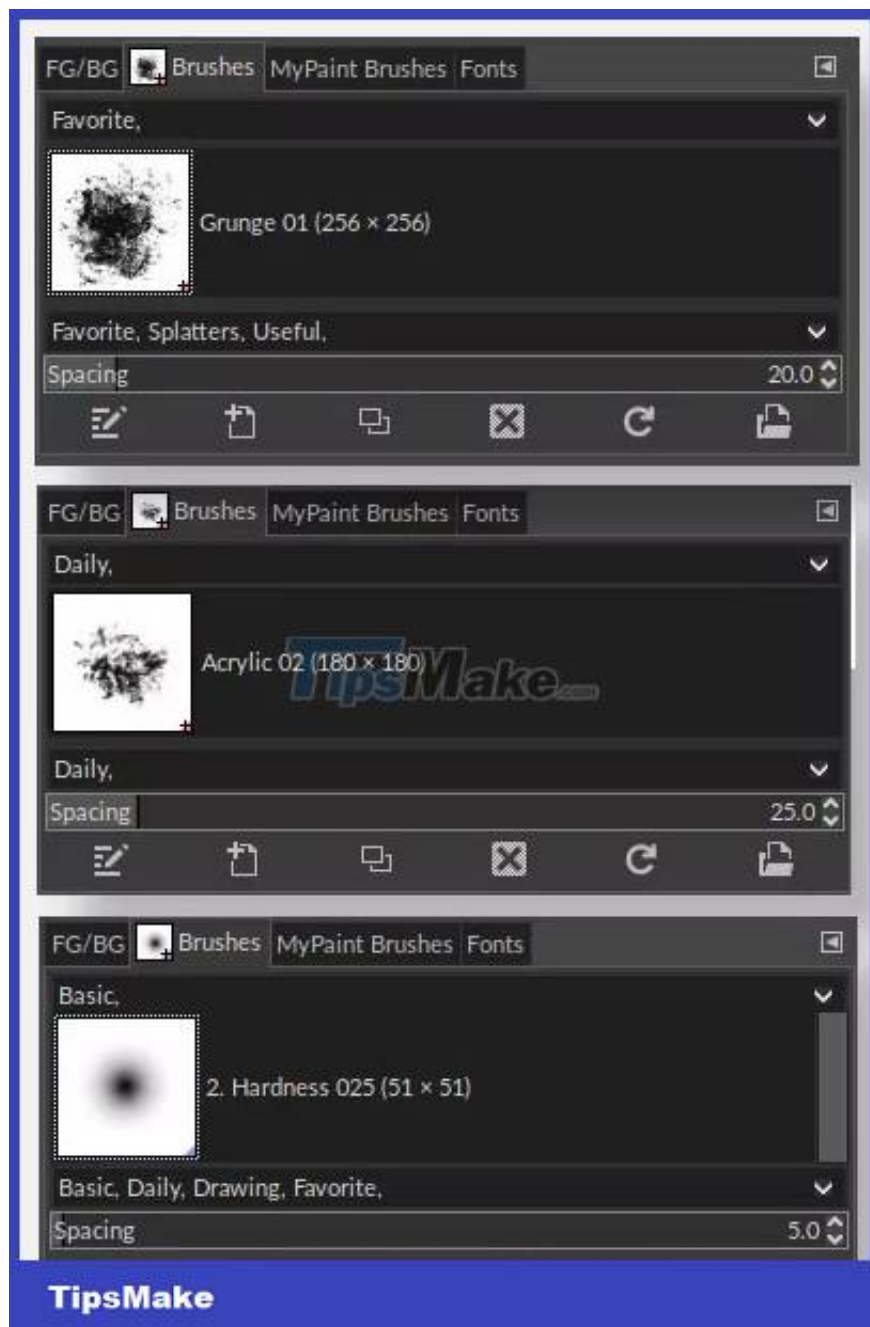 FG/BG Brushes MyPaint Brushes Fonts
Favorite,
Grunge 01 (256 × 256)
Favorite, Splatters, Useful,
Spacing 20.0
FG/BG Brushes MyPaint Brushes Fonts
Daily,
Acrylic 02 (180 × 180)
TipsMake.com
Daily,
Spacing 25.0
FG/BG Brushes MyPaint Brushes Fonts
Basic,
2. Hardness 025 (51 × 51)
Basic, Daily, Drawing, Favorite,
Spacing 5.0
TipsMake